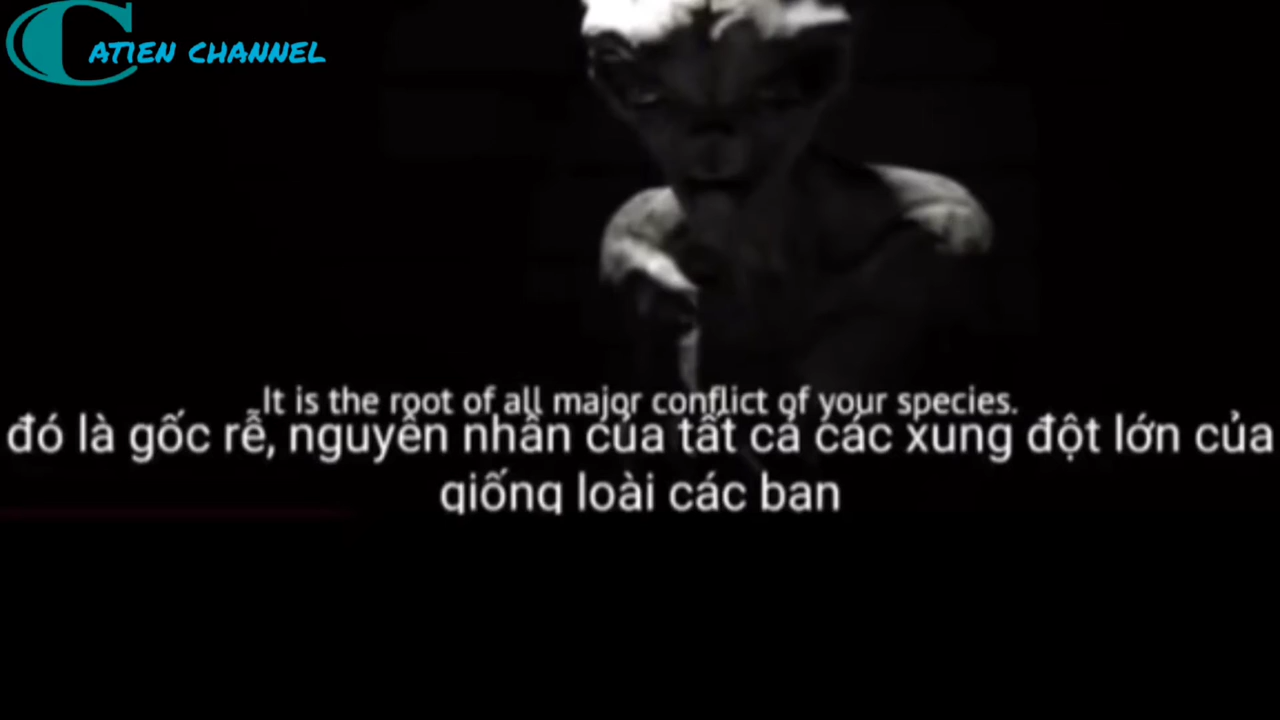 CATIEN CHANNEL
It is the root of all major conflict of your species.
đó là gốc rễ, nguyên nhân của tất cả các xung đột lớn của
giống loài các bạn